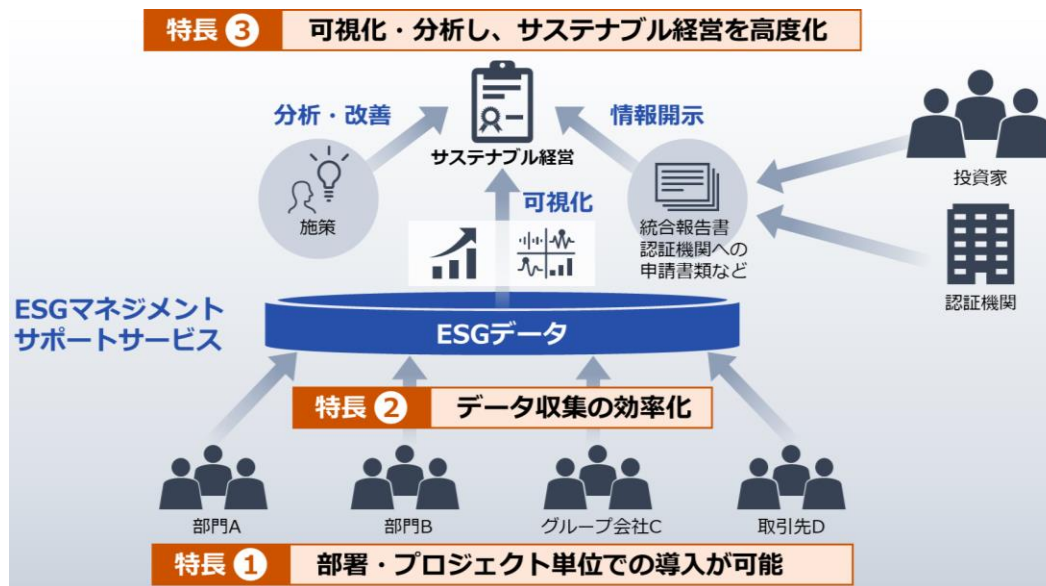 特長 ❸ 可視化・分析し、サステナブル経営を高度化
分析・改善
情報開示
サステナブル経営
投資家
施策
可視化
統合報告書
認証機関への
申請書類など
認証機関
ESGマネジメント
サポートサービス
ESGデータ
特長 ❷ データ収集の効率化
部門A
部門B
グループ会社C
取引先D
特長 ❶ 部署・プロジェクト単位での導入が可能